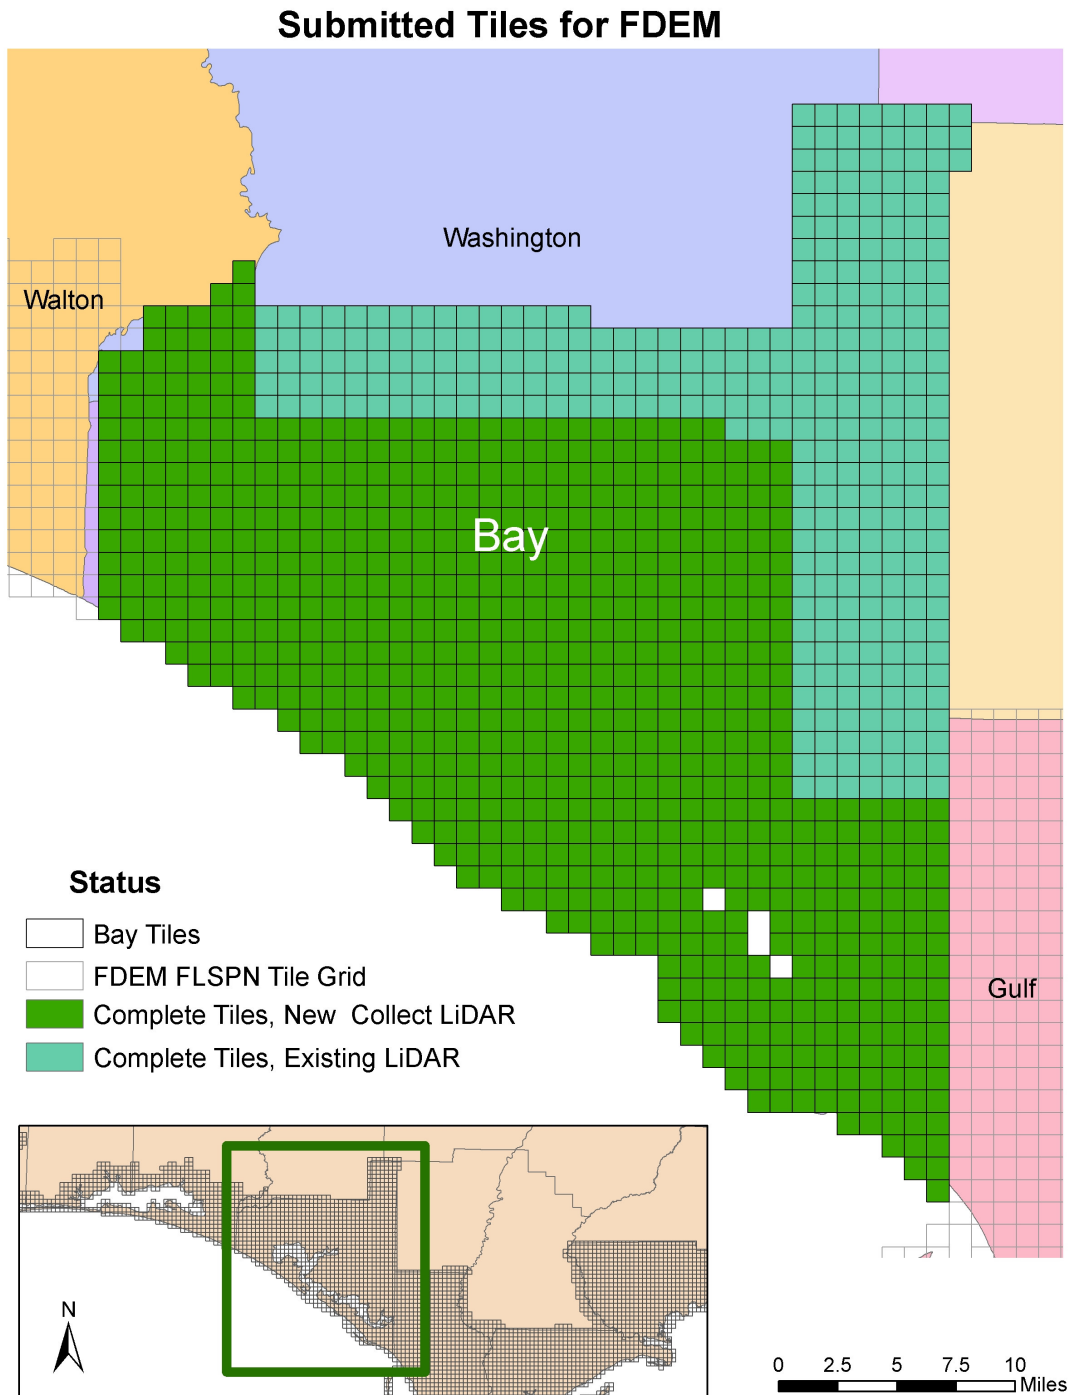 Submitted Tiles for FDEM
Washington
Walton
Bay
Status
Bay Tiles
FDEM FLSPN Tile Grid
Complete Tiles, New  Collect LiDAR
Complete Tiles, Existing LiDAR
Gulf
N
0 2.5 5 7.5 10
Miles